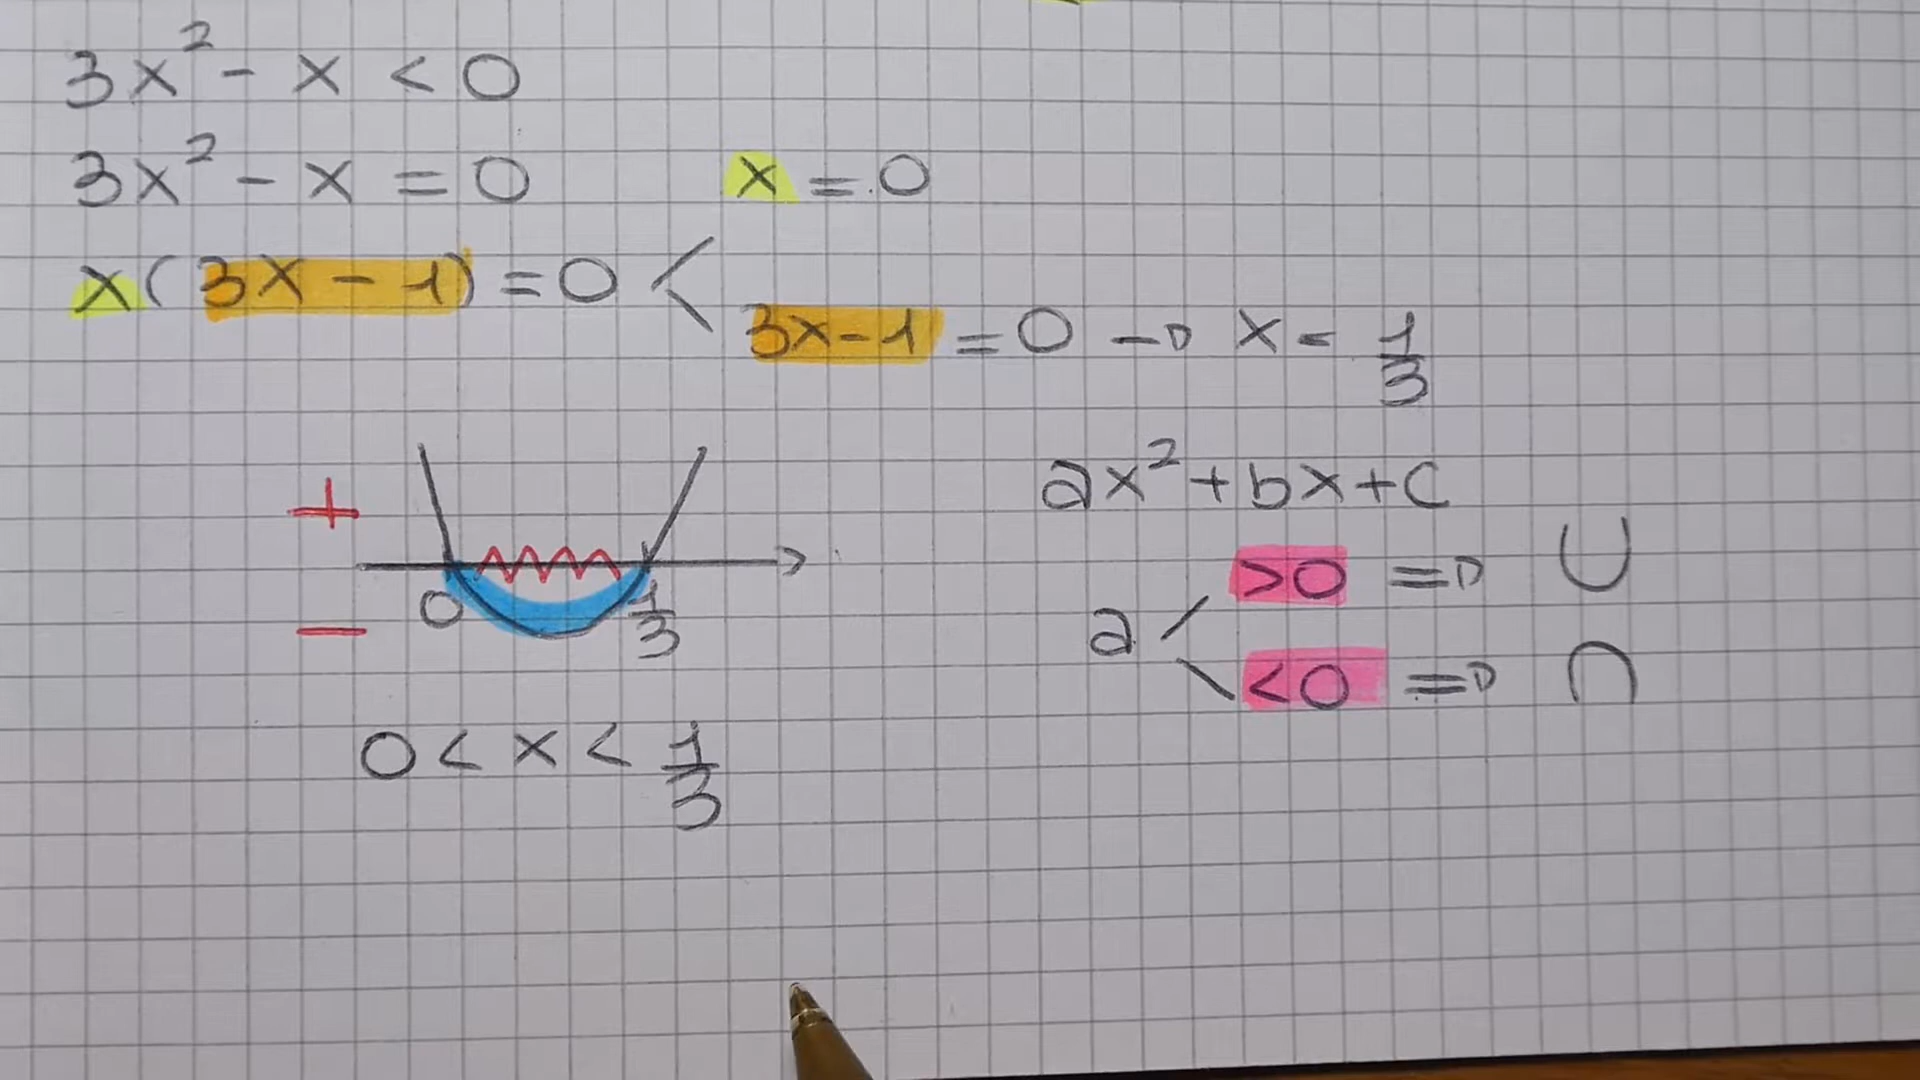 3x² - x < 0
3x² - x = 0
x = 0
x(3x - 1) = 0 <
3x - 1 = 0 → x = 1/3
+
0 1/3
−
0 < x < 1/3
ax² + bx + c
a
> 0 ⇒ ∪
< 0 ⇒ ∩